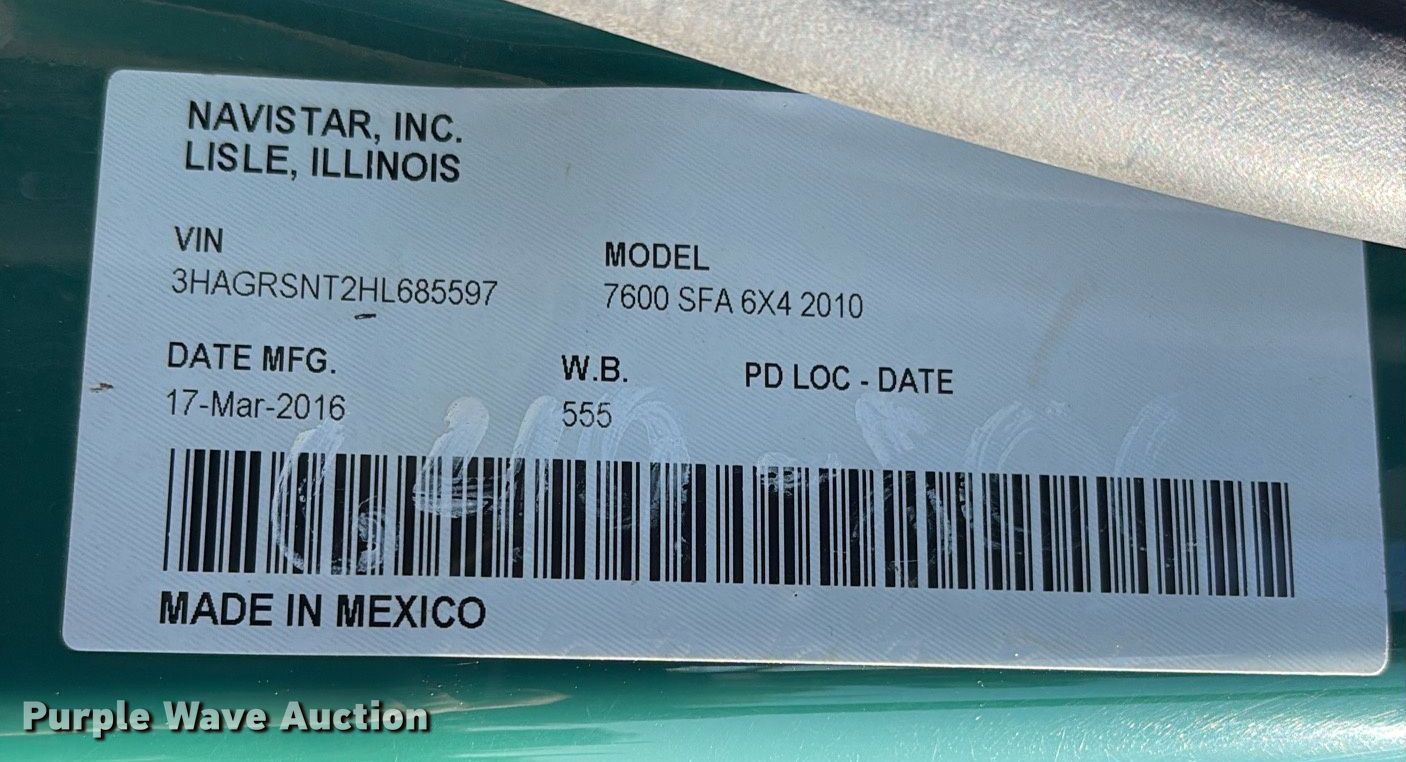 NAVISTAR, INC.
LISLE, ILLINOIS
VIN
3HAGRSNT2HL685597
MODEL
7600 SFA 6X4 2010
DATE MFG.
17-Mar-2016
W.B.
555
PD LOC - DATE
MADE IN MEXICO
Purple Wave Auction